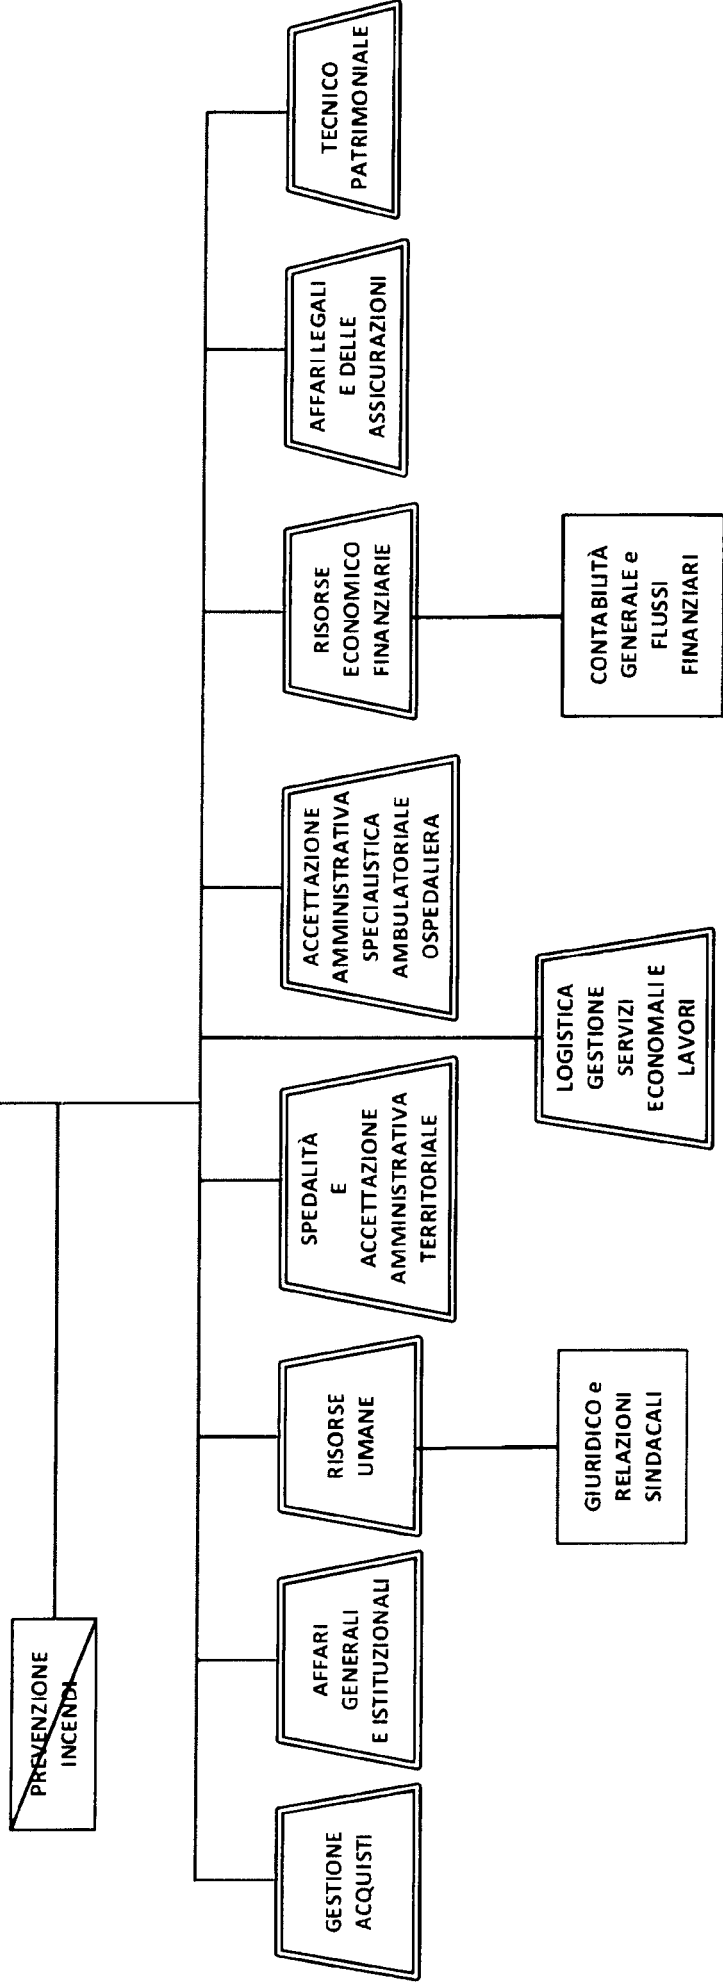 PREVENZIONE
INCENDI
GESTIONE
ACQUISTI
AFFARI
GENERALI
E ISTITUZIONALI
RISORSE
UMANE
SPEDALITÀ
E
ACCETTAZIONE
AMMINISTRATIVA
TERRITORIALE
ACCETTAZIONE
AMMINISTRATIVA
SPECIALISTICA
AMBULATORIALE
OSPEDALIERA
RISORSE
ECONOMICO
FINANZIARIE
AFFARI LEGALI
E DELLE
ASSICURAZIONI
TECNICO
PATRIMONIALE
GIURIDICO e
RELAZIONI
SINDACALI
LOGISTICA
GESTIONE
SERVIZI
ECONOMALI E
LAVORI
CONTABILITÀ
GENERALE e
FLUSSI
FINANZIARI